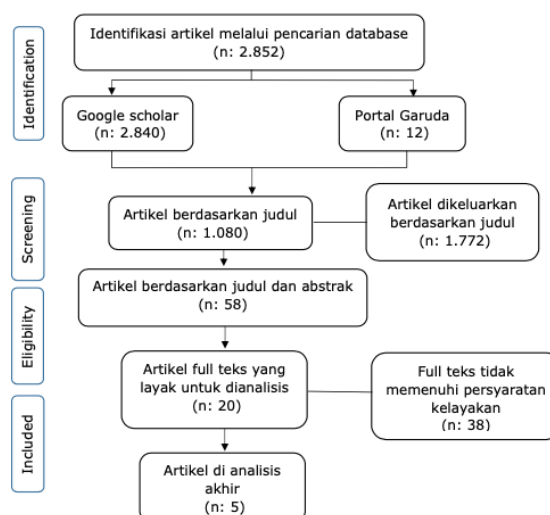 Identification
Identifikasi artikel melalui pencarian database
(n: 2.852)
Google scholar
(n: 2.840)
Portal Garuda
(n: 12)
Screening
Artikel berdasarkan judul
(n: 1.080)
Artikel dikeluarkan
berdasarkan judul
(n: 1.772)
Artikel berdasarkan judul dan abstrak
(n: 58)
Eligibility
Artikel full teks yang
layak untuk dianalisis
(n: 20)
Full teks tidak
memenuhi persyaratan
kelayakan
(n: 38)
Included
Artikel di analisis
akhir
(n: 5)